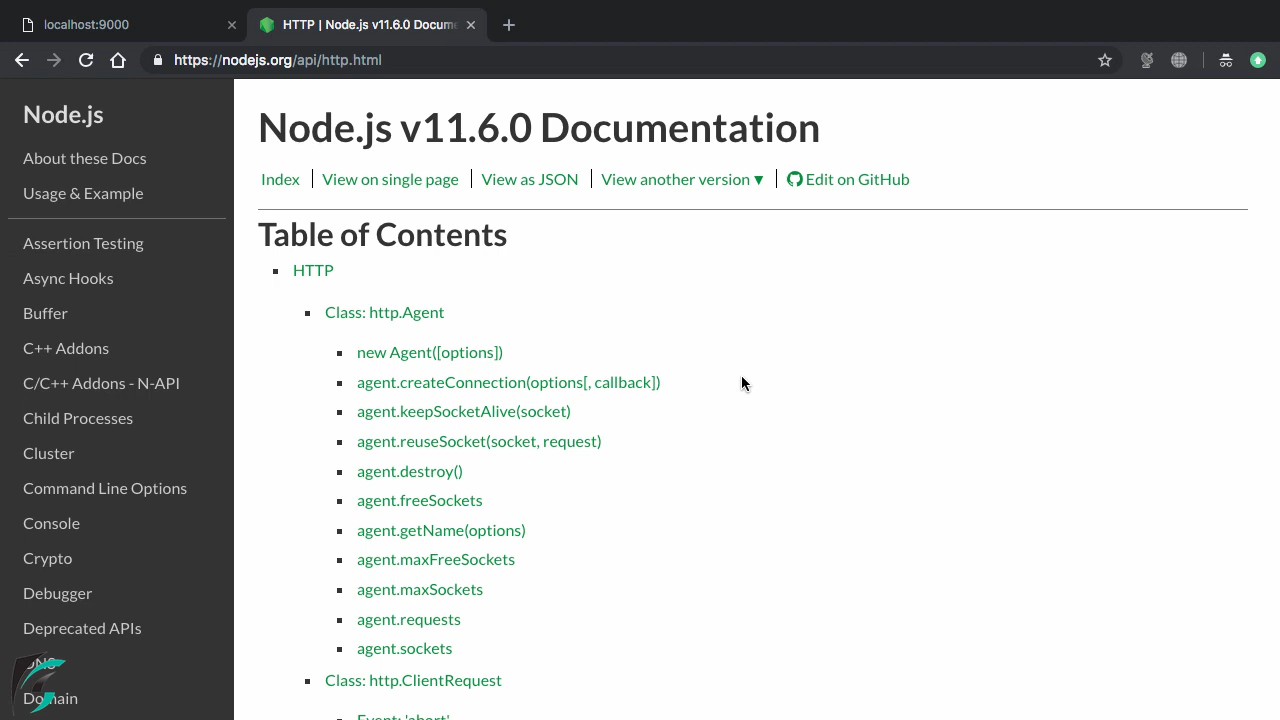 localhost:9000
HTTP | Node.js v11.6.0 Docum
https://nodejs.org/api/http.html
Node.js
About these Docs
Usage & Example
Assertion Testing
Async Hooks
Buffer
C++ Addons
C/C++ Addons - N-API
Child Processes
Cluster
Command Line Options
Console
Crypto
Debugger
Deprecated APIs
DNS
Domain
Node.js v11.6.0 Documentation
Index
View on single page
View as JSON
View another version ▼
Edit on GitHub
Table of Contents
HTTP
Class: http.Agent
new Agent([options])
agent.createConnection(options[, callback])
agent.keepSocketAlive(socket)
agent.reuseSocket(socket, request)
agent.destroy()
agent.freeSockets
agent.getName(options)
agent.maxFreeSockets
agent.maxSockets
agent.requests
agent.sockets
Class: http.ClientRequest
Event: 'abort'